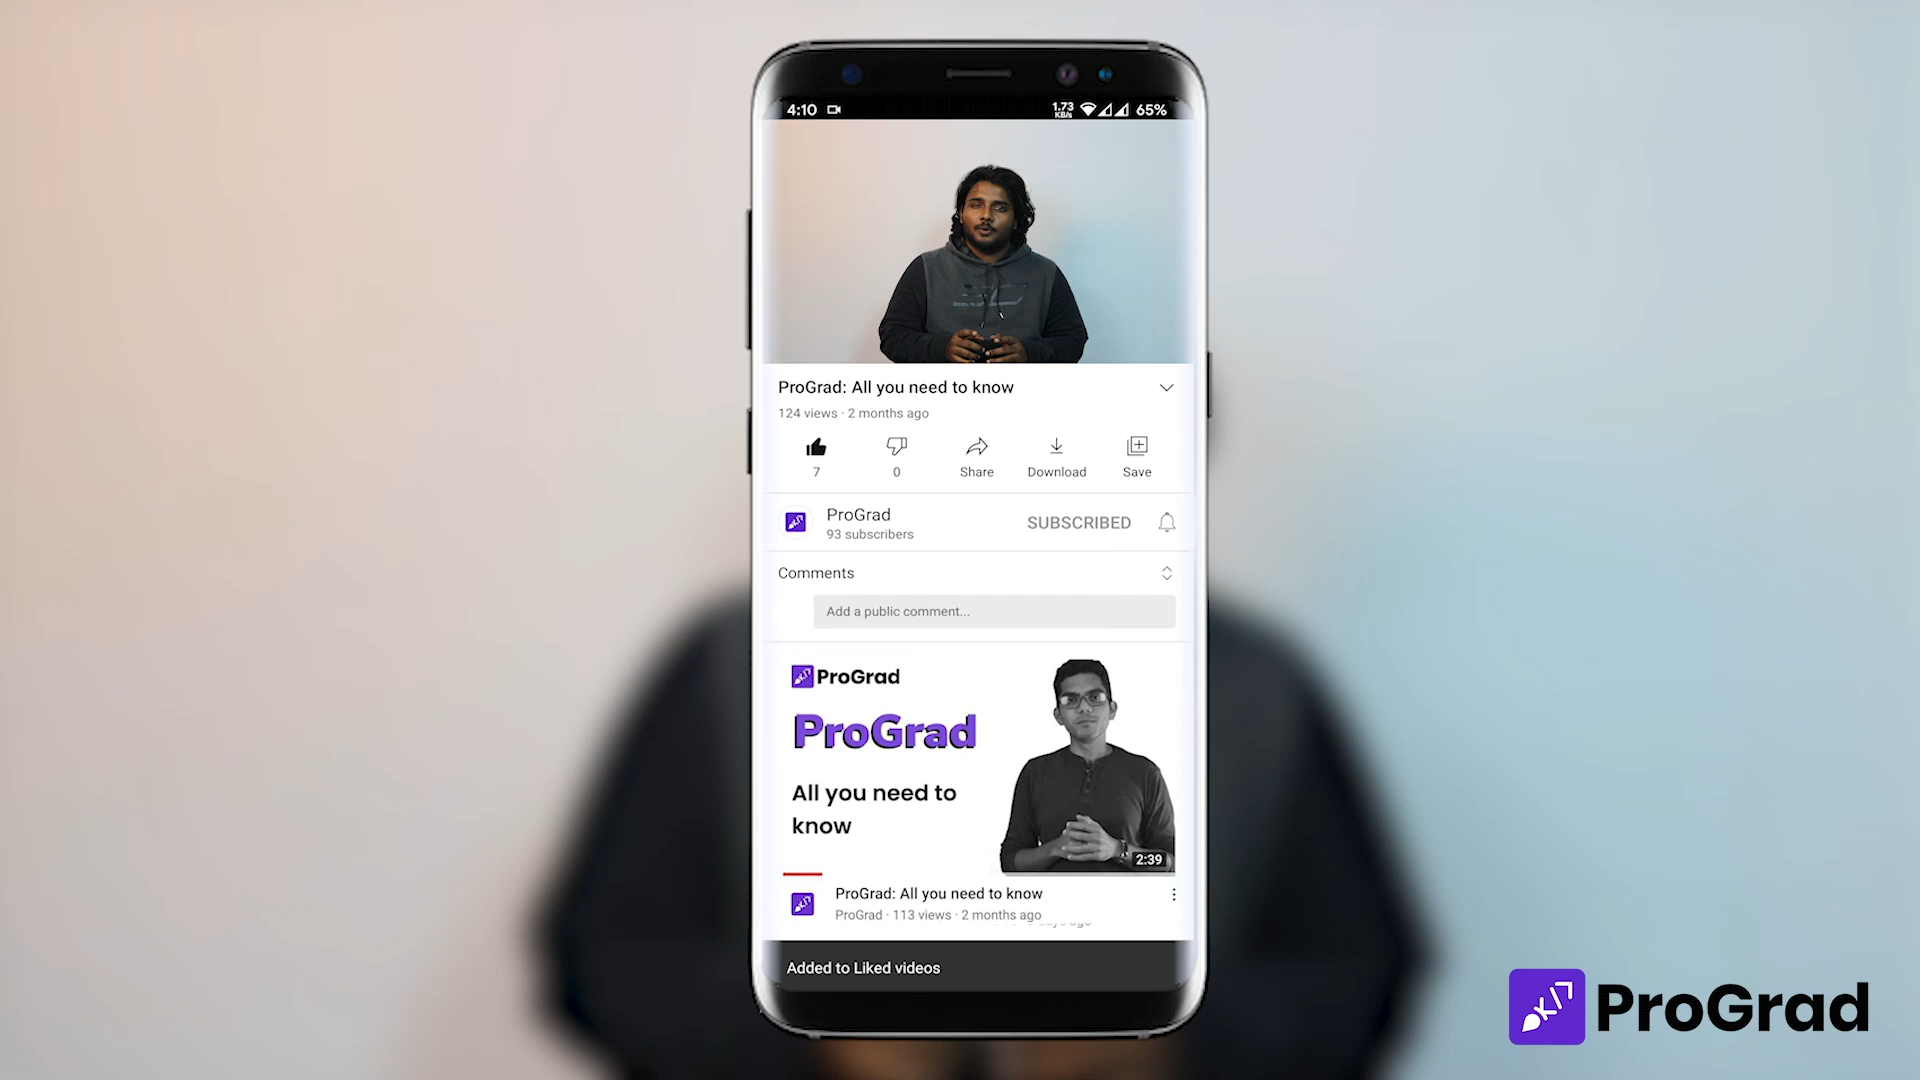 4:10
1.73
KB/s
65%
ProGrad: All you need to know
124 views · 2 months ago
7
0
Share
Download
Save
ProGrad
93 subscribers
SUBSCRIBED
Comments
Add a public comment...
ProGrad
ProGrad
All you need to
know
2:39
ProGrad: All you need to know
ProGrad · 113 views · 2 months ago
Added to Liked videos
ProGrad